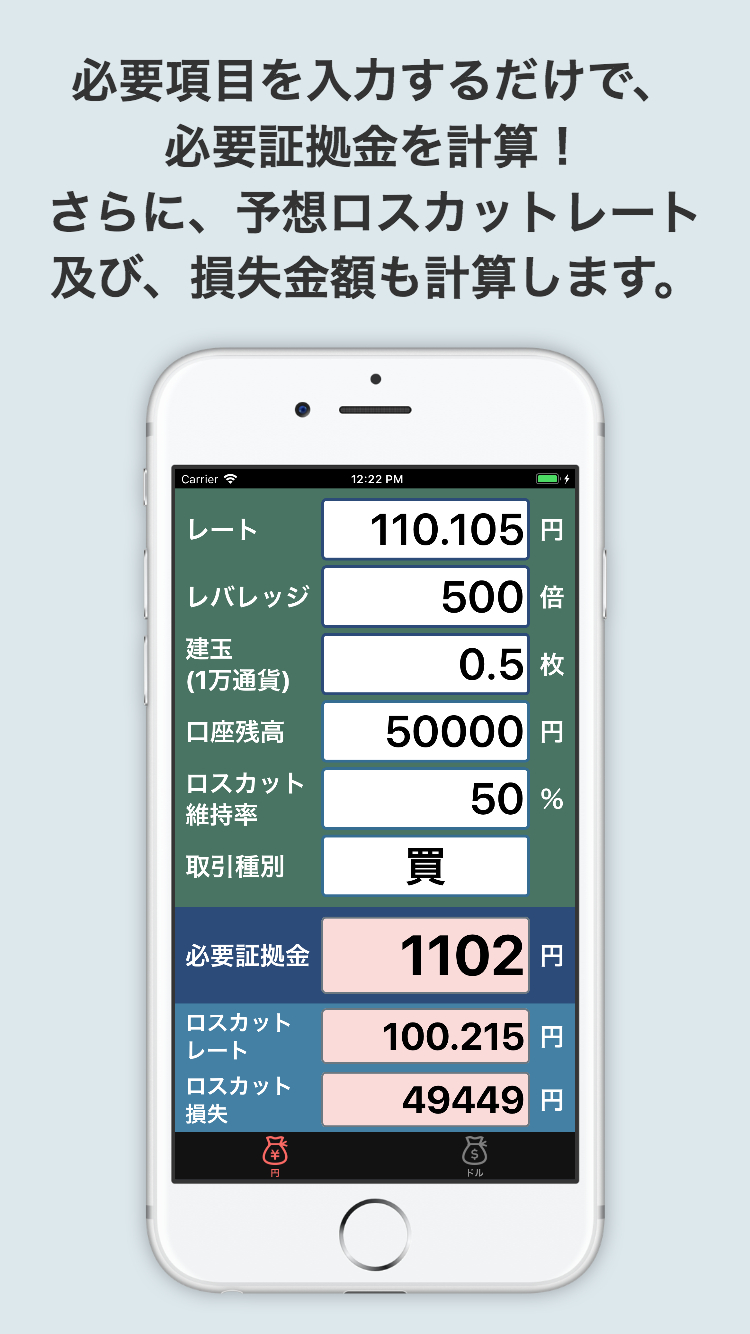 必要項目を入力するだけで、
必要証拠金を計算！
さらに、予想ロスカットレート
及び、損失金額も計算します。
Carrier 12:22 PM
レート 110.105 円
レバレッジ 500 倍
建玉
(1万通貨) 0.5 枚
口座残高 50000 円
ロスカット
維持率 50 %
取引種別 買
必要証拠金 1102 円
ロスカット
レート 100.215 円
ロスカット
損失 49449 円
円 ドル